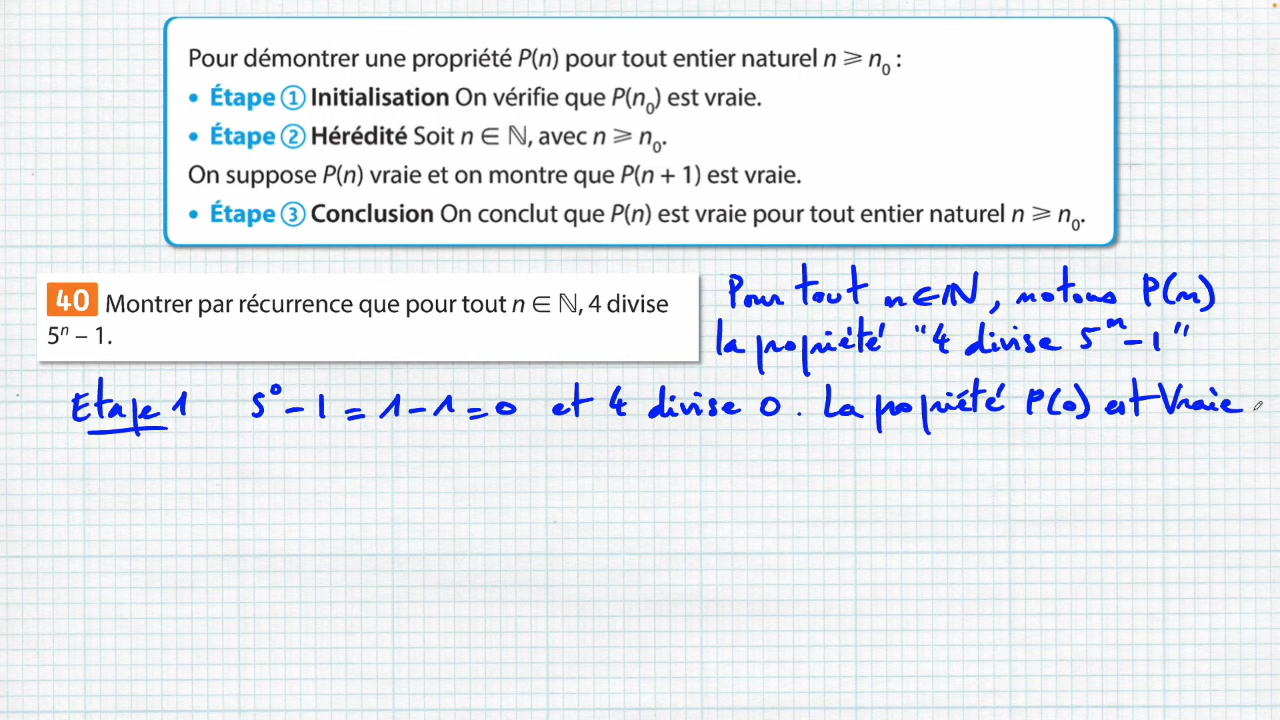 Pour démontrer une propriété P(n) pour tout entier naturel n ⩾ n₀ :
• Étape ① Initialisation On vérifie que P(n₀) est vraie.
• Étape ② Hérédité Soit n ∈ ℕ, avec n ⩾ n₀.
On suppose P(n) vraie et on montre que P(n + 1) est vraie.
• Étape ③ Conclusion On conclut que P(n) est vraie pour tout entier naturel n ⩾ n₀.
40 Montrer par récurrence que pour tout n ∈ ℕ, 4 divise
5ⁿ – 1.
Pour tout n ∈ ℕ, notons P(n)
la propriété "4 divise 5ⁿ – 1"
Etape 1 5⁰ – 1 = 1 – 1 = 0 et 4 divise 0. La propriété P(0) est Vraie